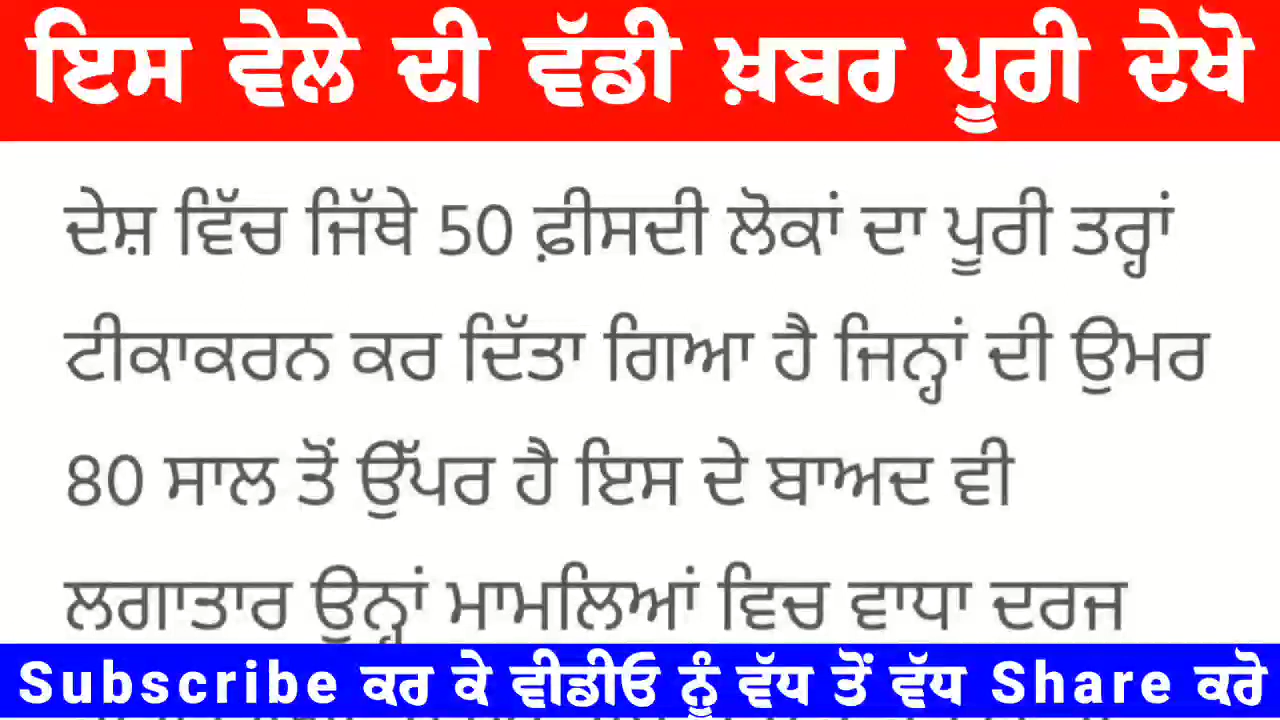 ਇਸ ਵੇਲੇ ਦੀ ਵੱਡੀ ਖ਼ਬਰ ਪੂਰੀ ਦੇਖੋ
ਦੇਸ਼ ਵਿੱਚ ਜਿੱਥੇ 50 ਫ਼ੀਸਦੀ ਲੋਕਾਂ ਦਾ ਪੂਰੀ ਤਰ੍ਹਾਂ
ਟੀਕਾਕਰਨ ਕਰ ਦਿੱਤਾ ਗਿਆ ਹੈ ਜਿਨ੍ਹਾਂ ਦੀ ਉਮਰ
80 ਸਾਲ ਤੋਂ ਉੱਪਰ ਹੈ ਇਸ ਦੇ ਬਾਅਦ ਵੀ
ਲਗਾਤਾਰ ਉਨ੍ਹਾਂ ਮਾਮਲਿਆਂ ਵਿਚ ਵਾਧਾ ਦਰਜ
Subscribe ਕਰ ਕੇ ਵੀਡੀਓ ਨੂੰ ਵੱਧ ਤੋਂ ਵੱਧ Share ਕਰੋ